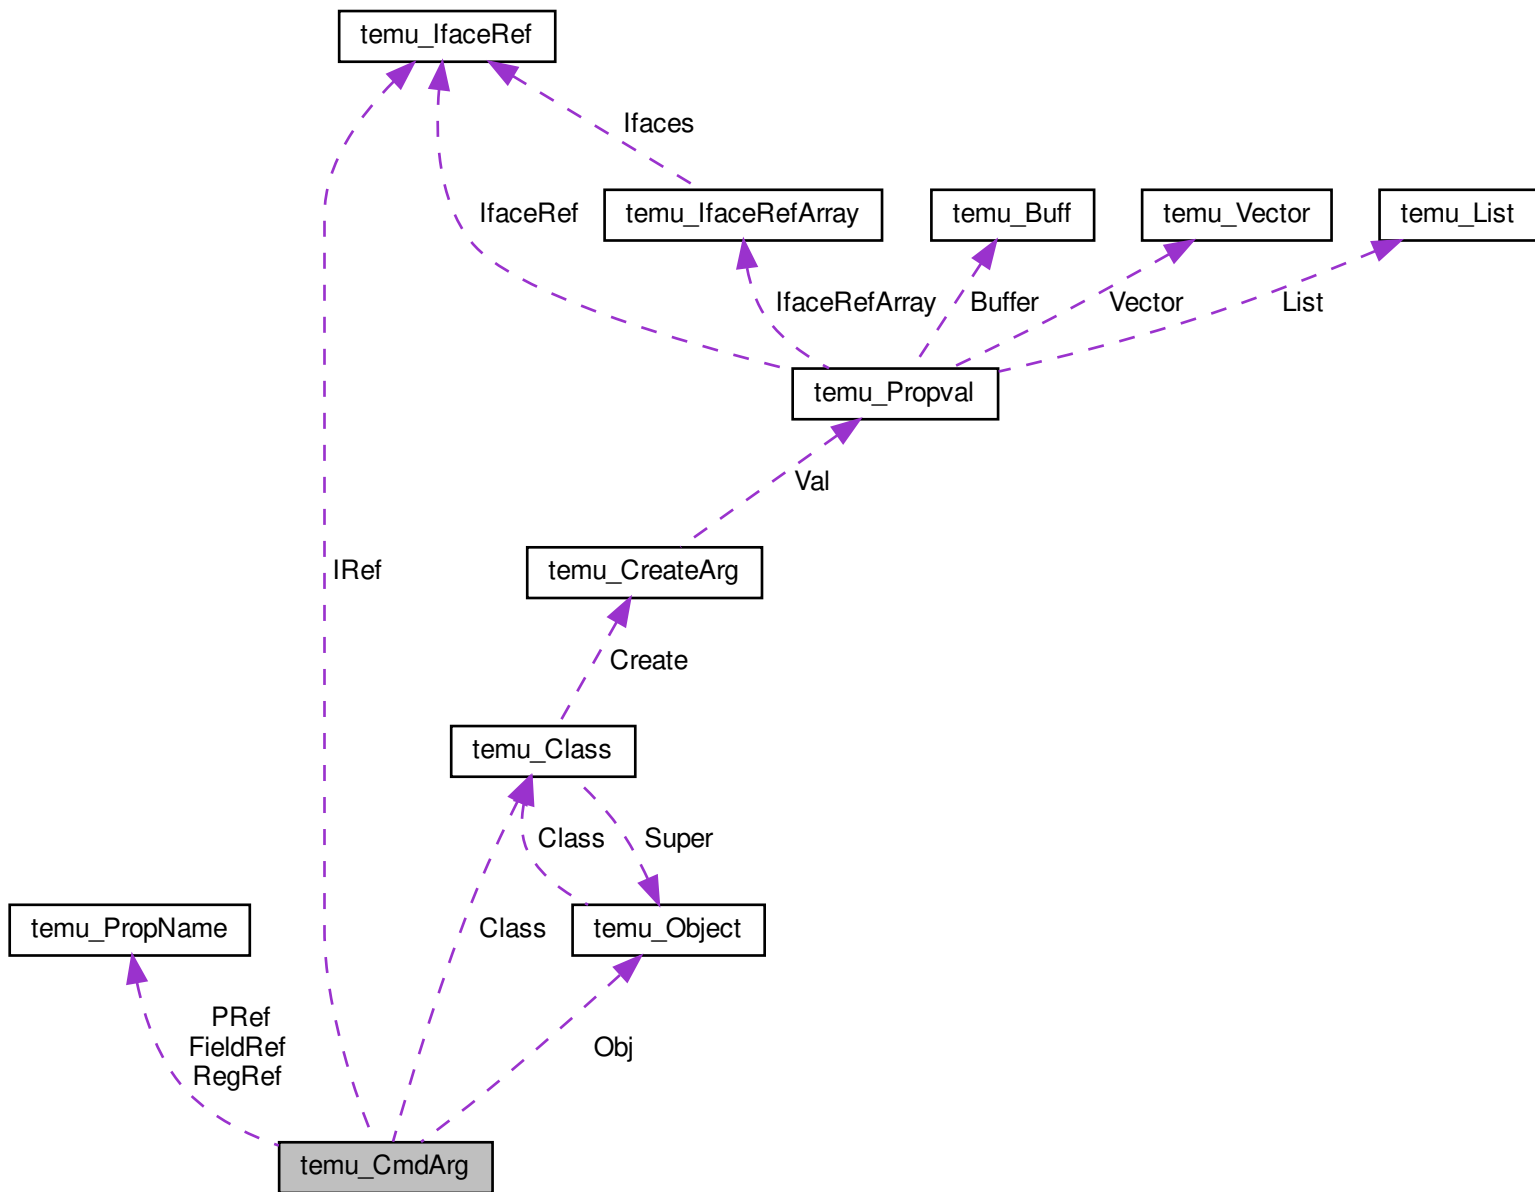 temu_IfaceRef
Ifaces
IfaceRef
temu_IfaceRefArray
temu_Buff
temu_Vector
temu_List
IfaceRefArray
Buffer
Vector
List
temu_Propval
Val
IRef
temu_CreateArg
Create
temu_Class
Class
Super
temu_PropName
Class
temu_Object
PRef
FieldRef
RegRef
Obj
temu_CmdArg